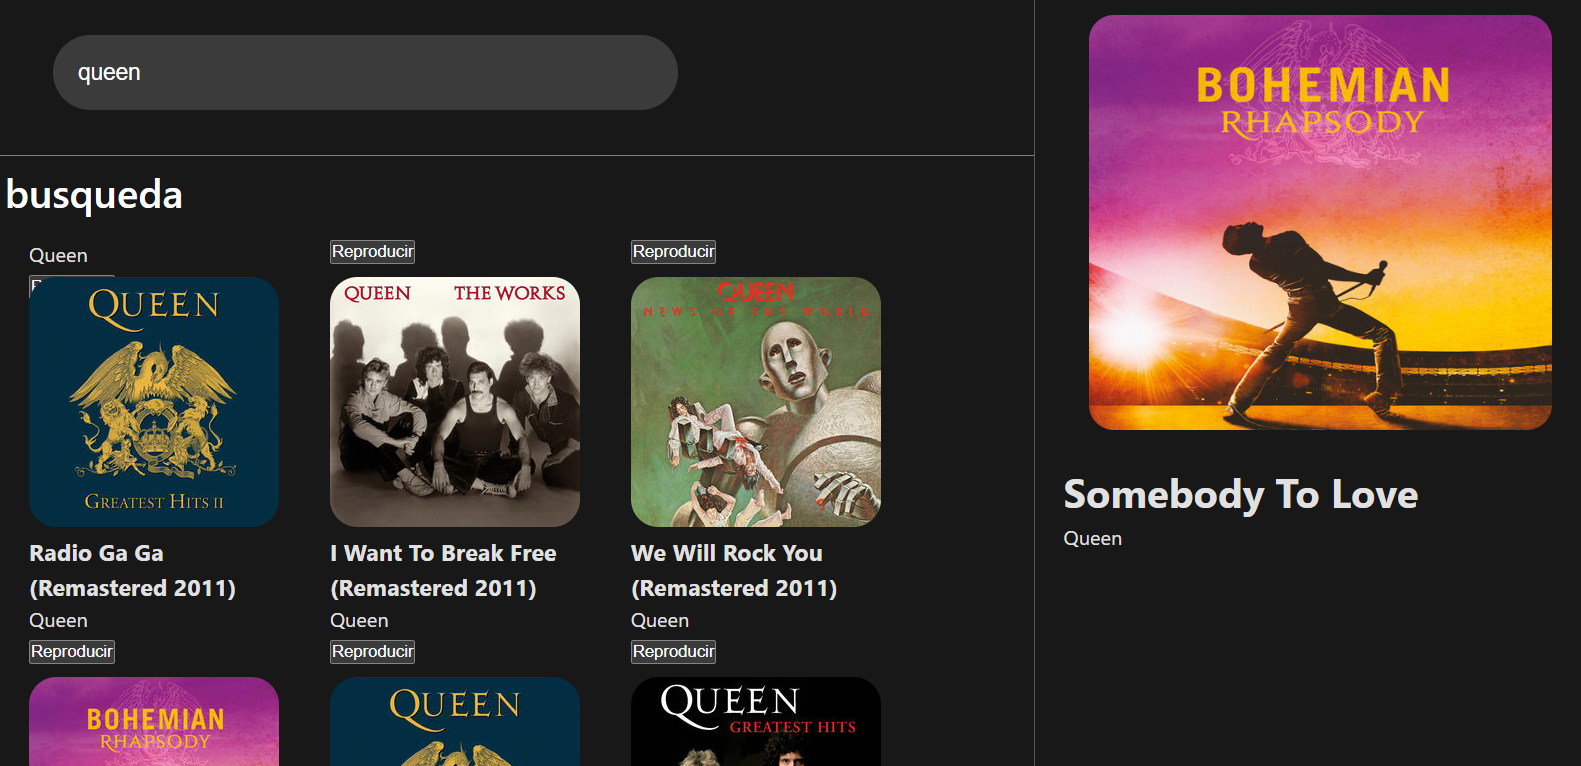 queen
busqueda
Queen
Reproducir
Reproducir
QUEEN
GREATEST HITS II
QUEEN THE WORKS
QUEEN
NEWS OF THE WORLD
Radio Ga Ga
(Remastered 2011)
Queen
Reproducir
I Want To Break Free
(Remastered 2011)
Queen
Reproducir
We Will Rock You
(Remastered 2011)
Queen
Reproducir
BOHEMIAN
RHAPSODY
QUEEN
QUEEN
GREATEST HITS
BOHEMIAN
RHAPSODY
Somebody To Love
Queen